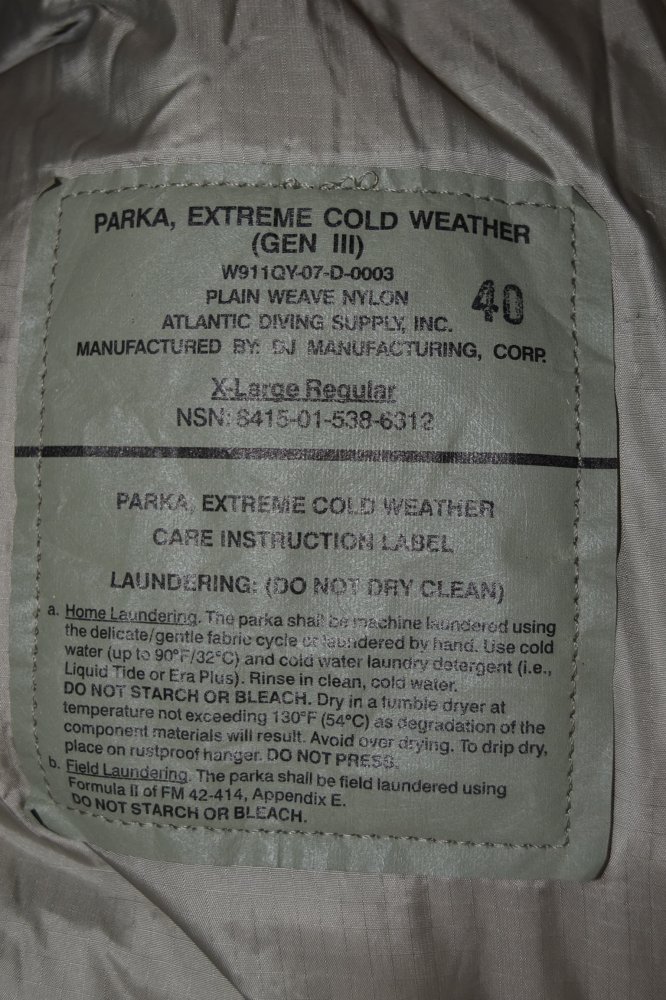 PARKA, EXTREME COLD WEATHER
(GEN III)
W911QY-07-D-0003
PLAIN WEAVE NYLON
40
ATLANTIC DIVING SUPPLY, INC.
MANUFACTURED BY: DJ MANUFACTURING, CORP.
X-Large Regular
NSN: 8415-01-538-6312
PARKA, EXTREME COLD WEATHER
CARE INSTRUCTION LABEL
LAUNDERING: (DO NOT DRY CLEAN)
a. Home Laundering. The parka shall be machine laundered using
the delicate/gentle fabric cycle or laundered by hand. Use cold
water (up to 90°F/32°C) and cold water laundry detergent (i.e.,
Liquid Tide or Era Plus). Rinse in clean, cold water.
DO NOT STARCH OR BLEACH. Dry in a tumble dryer at
temperature not exceeding 130°F (54°C) as degradation of the
component materials will result. Avoid over drying. To drip dry,
place on rustproof hanger. DO NOT PRESS.
b. Field Laundering. The parka shall be field laundered using
Formula II of FM 42-414, Appendix E.
DO NOT STARCH OR BLEACH.